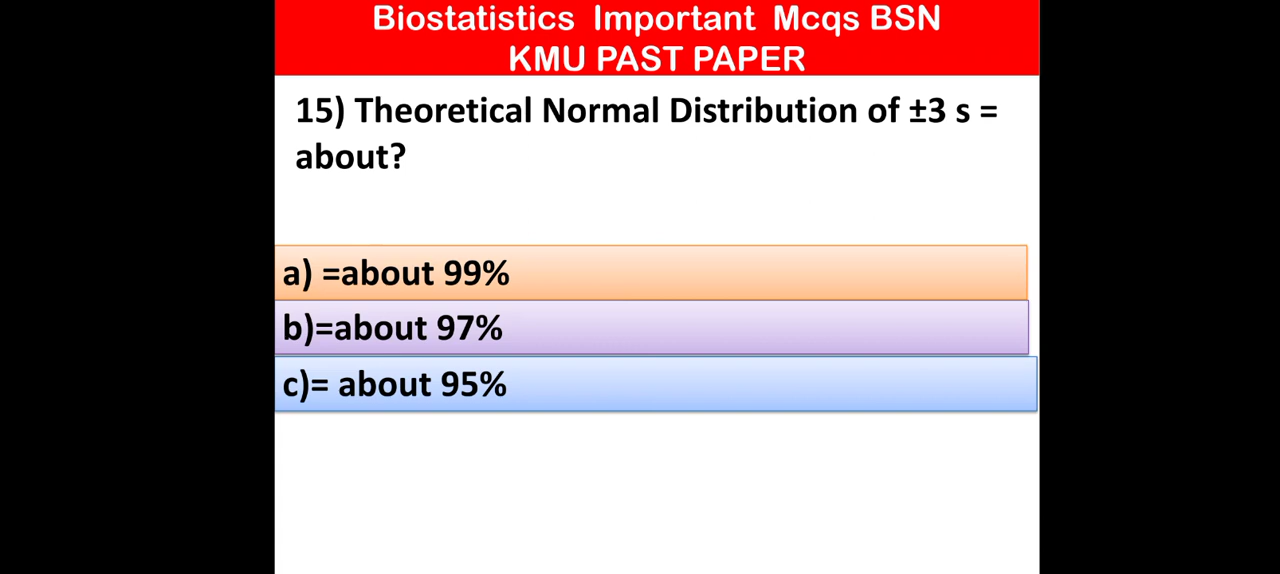 Biostatistics Important Mcqs BSN
KMU PAST PAPER
15) Theoretical Normal Distribution of ±3 s =
about?
a) =about 99%
b)=about 97%
c)= about 95%